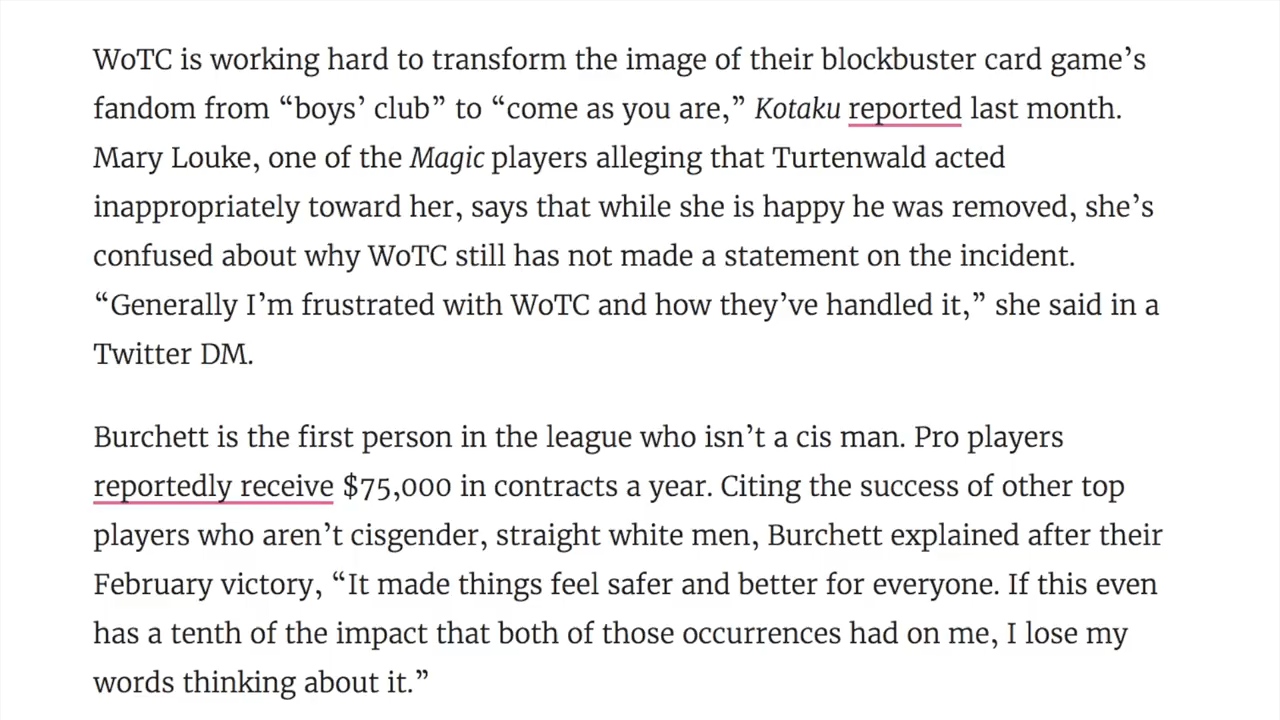 WoTC is working hard to transform the image of their blockbuster card game’s
fandom from “boys’ club” to “come as you are,” Kotaku reported last month.
Mary Louke, one of the Magic players alleging that Turtenwald acted
inappropriately toward her, says that while she is happy he was removed, she’s
confused about why WoTC still has not made a statement on the incident.
“Generally I’m frustrated with WoTC and how they’ve handled it,” she said in a
Twitter DM.
Burchett is the first person in the league who isn’t a cis man. Pro players
reportedly receive $75,000 in contracts a year. Citing the success of other top
players who aren’t cisgender, straight white men, Burchett explained after their
February victory, “It made things feel safer and better for everyone. If this even
has a tenth of the impact that both of those occurrences had on me, I lose my
words thinking about it.”